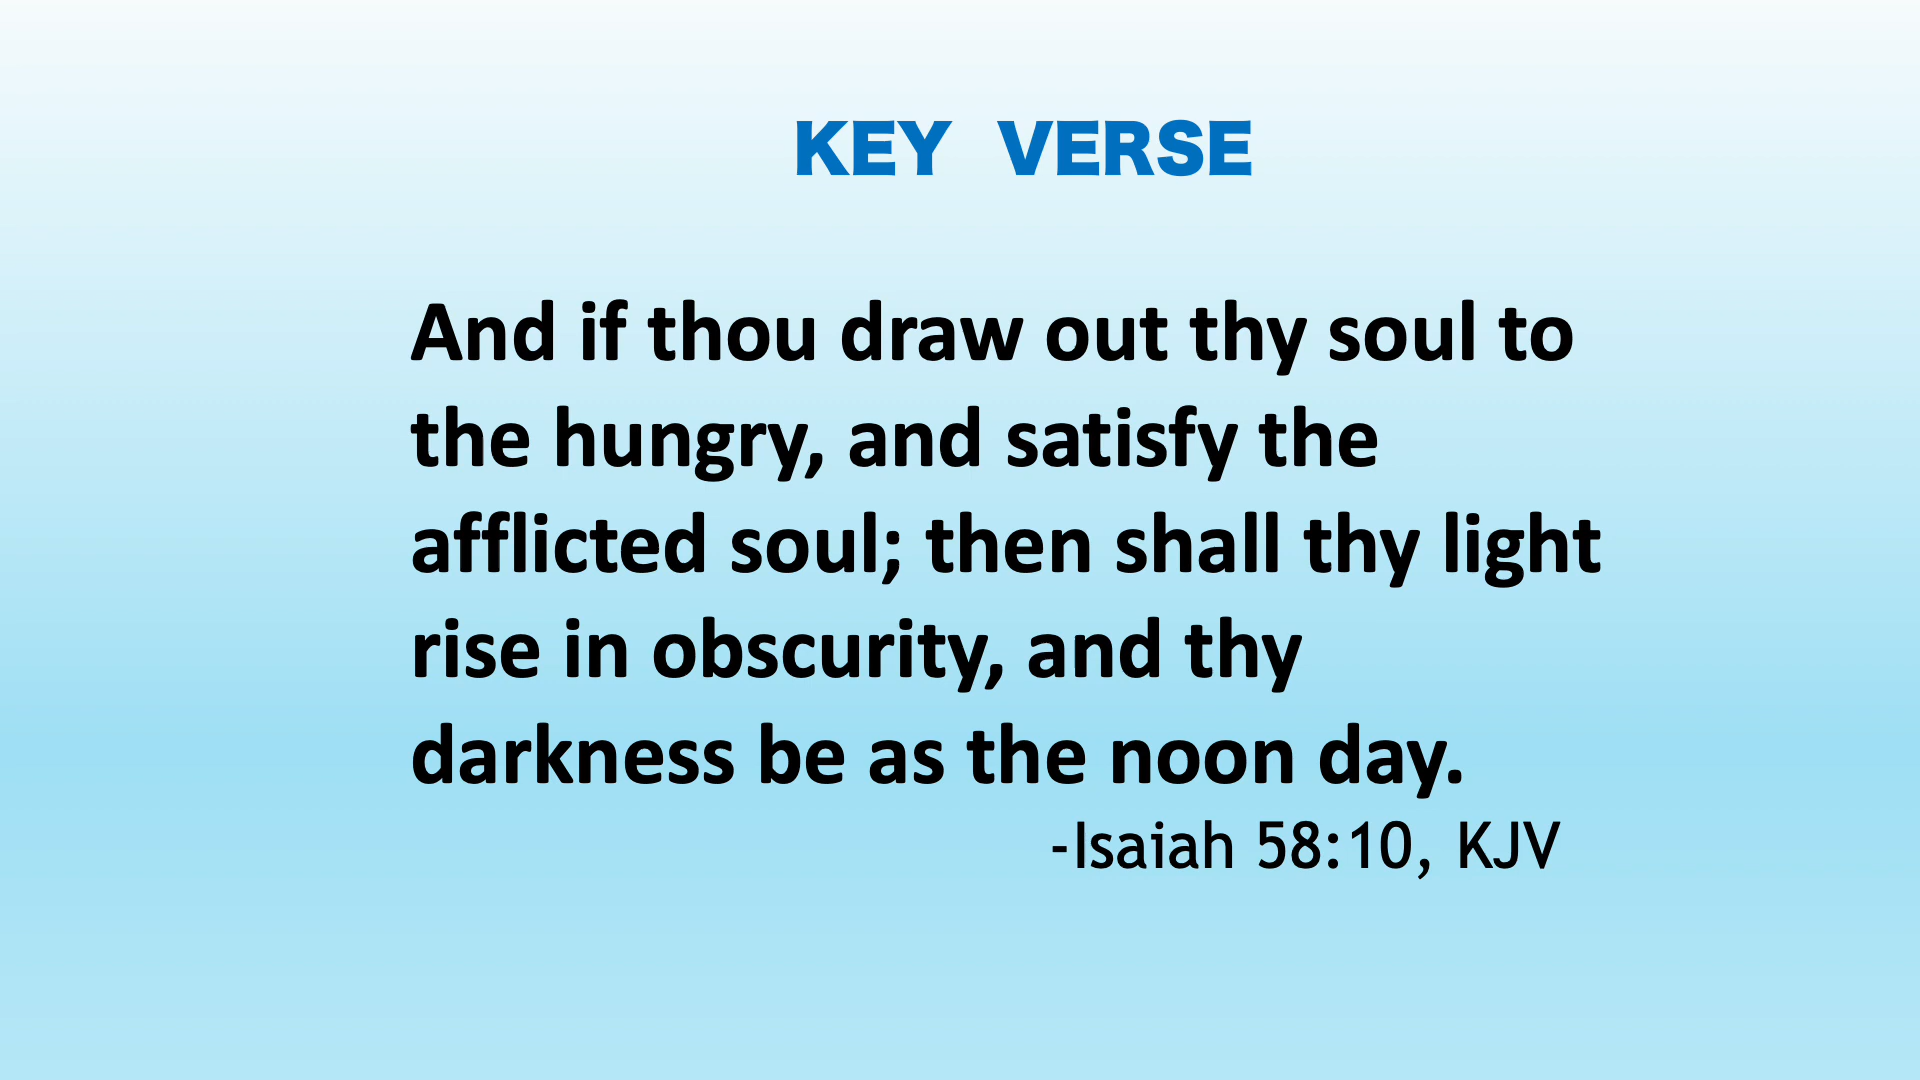 KEY VERSE
And if thou draw out thy soul to
the hungry, and satisfy the
afflicted soul; then shall thy light
rise in obscurity, and thy
darkness be as the noon day.
-Isaiah 58:10, KJV